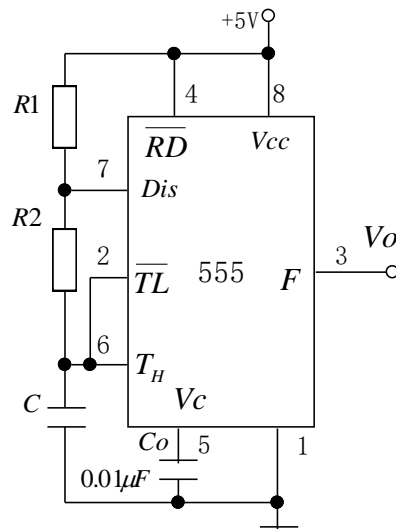 +5V
4
8
R1
RD
Vcc
7
Dis
R2
2
TL
555
F
3
Vo
6
TH
C
Vc
Co
5
1
0.01μF